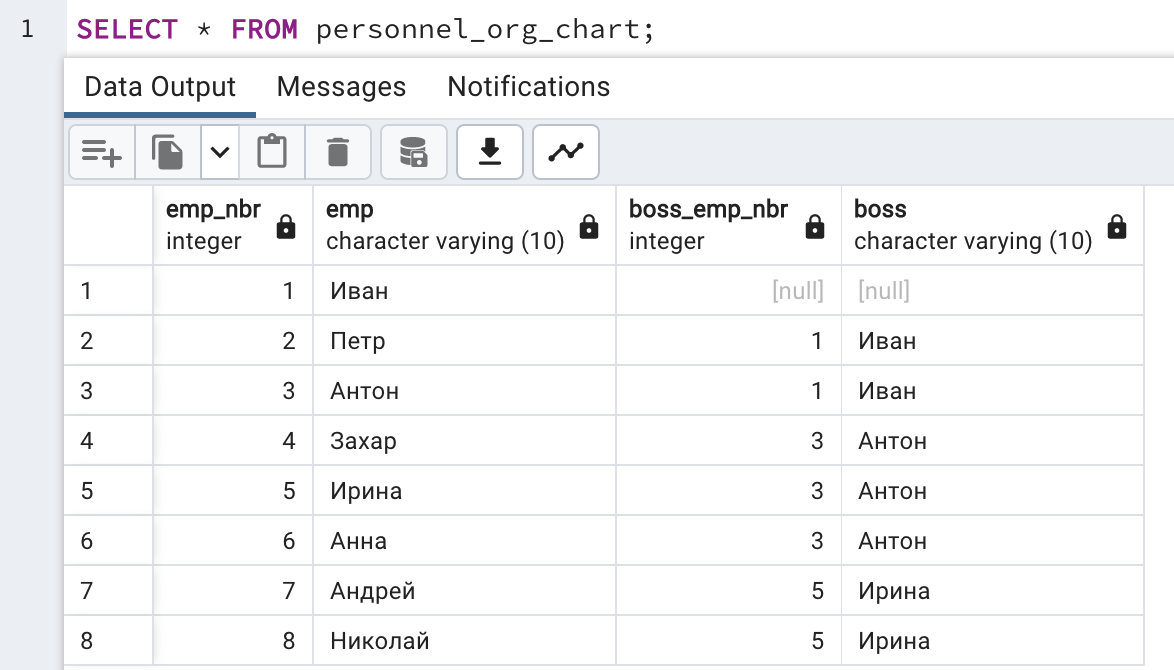 1 SELECT * FROM personnel_org_chart;
Data Output Messages Notifications
emp_nbr emp boss_emp_nbr boss
integer character varying (10) integer character varying (10)
1 1 Иван [null] [null]
2 2 Петр 1 Иван
3 3 Антон 1 Иван
4 4 Захар 3 Антон
5 5 Ирина 3 Антон
6 6 Анна 3 Антон
7 7 Андрей 5 Ирина
8 8 Николай 5 Ирина